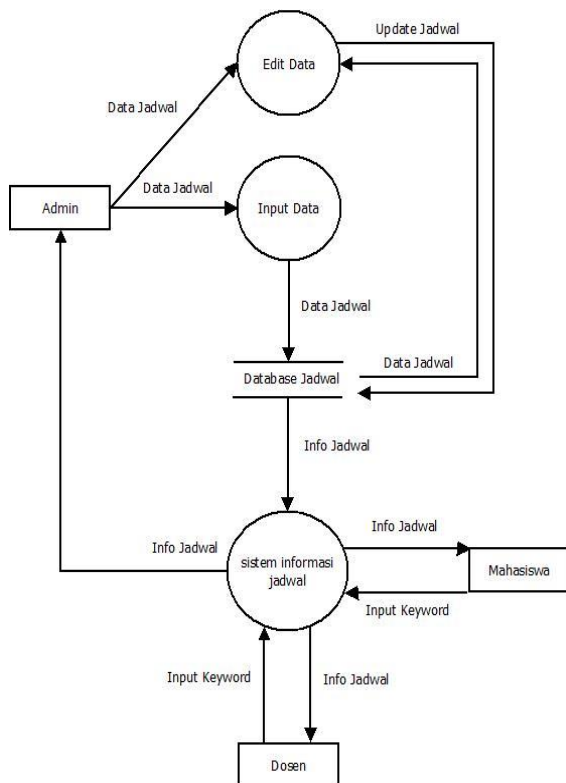 Update Jadwal
Edit Data
Data Jadwal
Data Jadwal
Admin
Input Data
Data Jadwal
Data Jadwal
Database Jadwal
Info Jadwal
Info Jadwal
Info Jadwal
sistem informasi
jadwal
Mahasiswa
Input Keyword
Input Keyword
Info Jadwal
Dosen